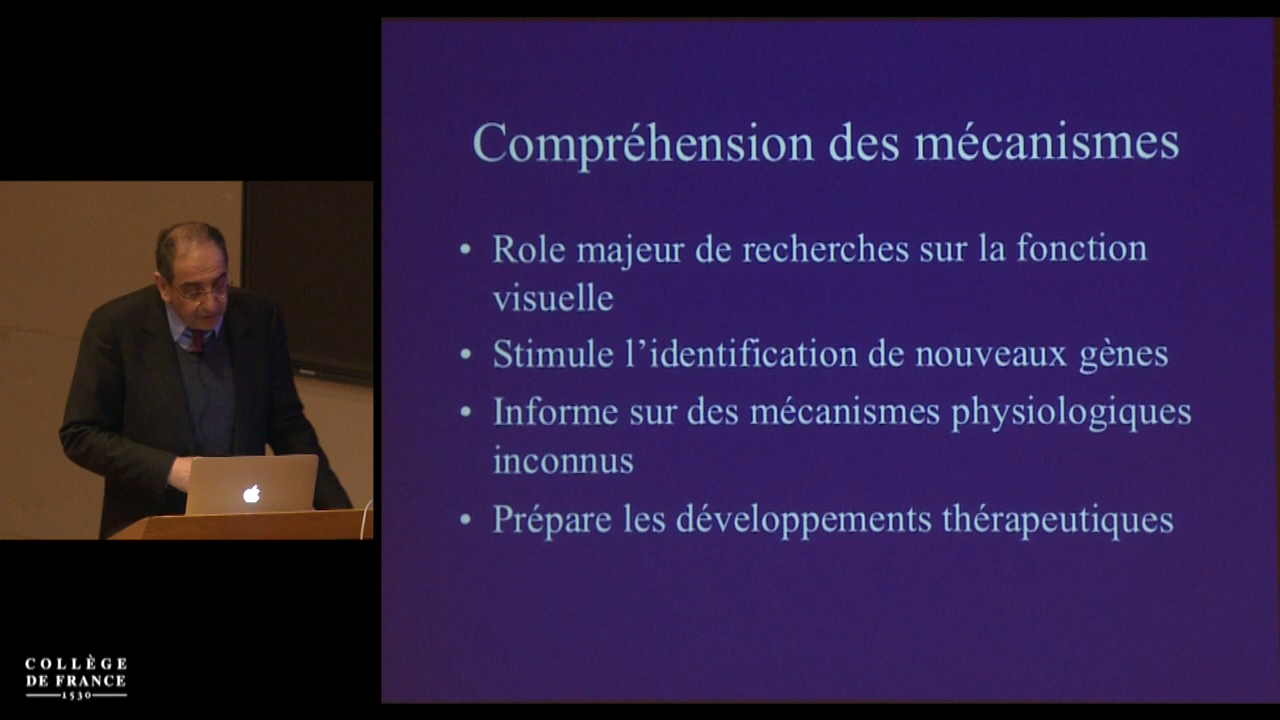 Compréhension des mécanismes
• Role majeur de recherches sur la fonction
visuelle
• Stimule l’identification de nouveaux gènes
• Informe sur des mécanismes physiologiques
inconnus
• Prépare les développements thérapeutiques
COLLÈGE
DE FRANCE
1530